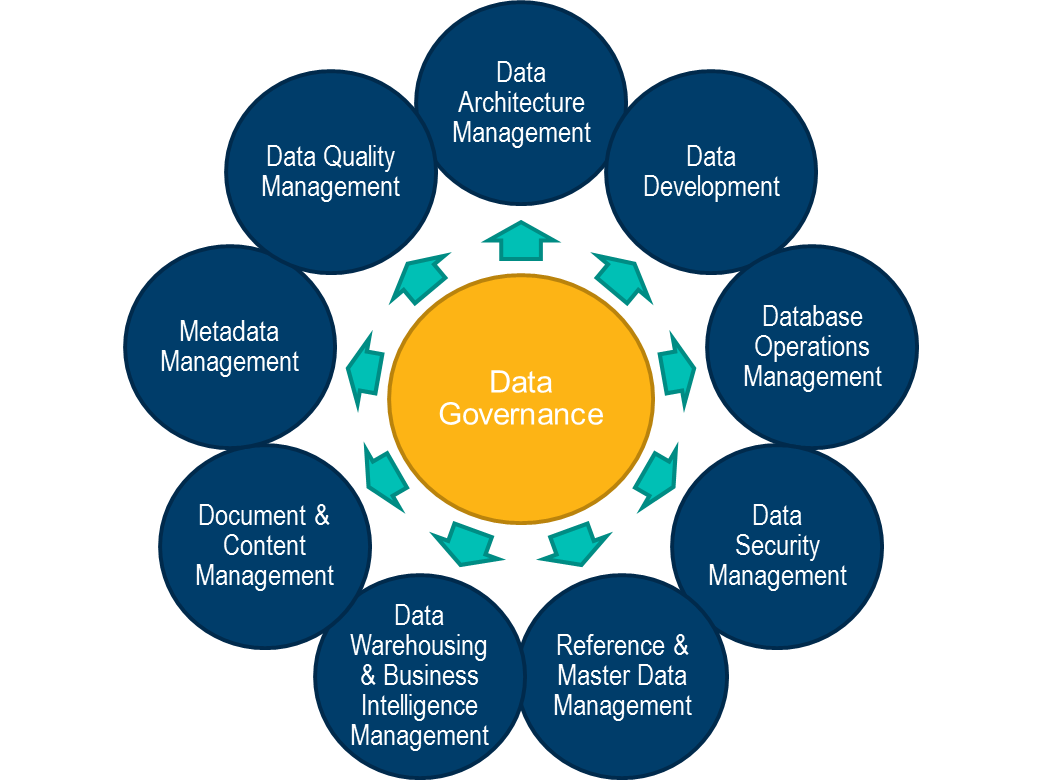 Data
Architecture
Management
Data
Development
Database
Operations
Management
Data
Security
Management
Reference &
Master Data
Management
Data
Warehousing
& Business
Intelligence
Management
Document &
Content
Management
Metadata
Management
Data Quality
Management
Data
Governance